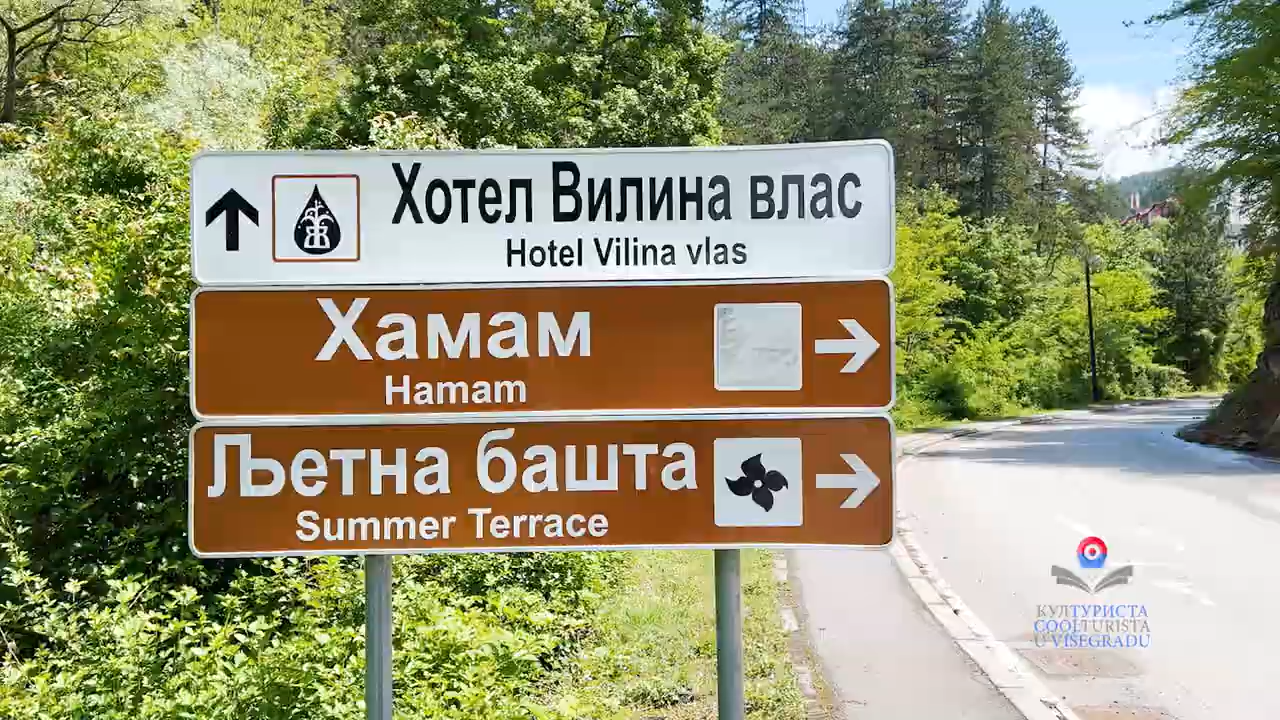 Хотел Вилина влас
Hotel Vilina vlas
Хамам
Hamam
Љетна башта
Summer Terrace
КУЛТУРИСТА
COOLTURISTA
U VIŠEGRADU